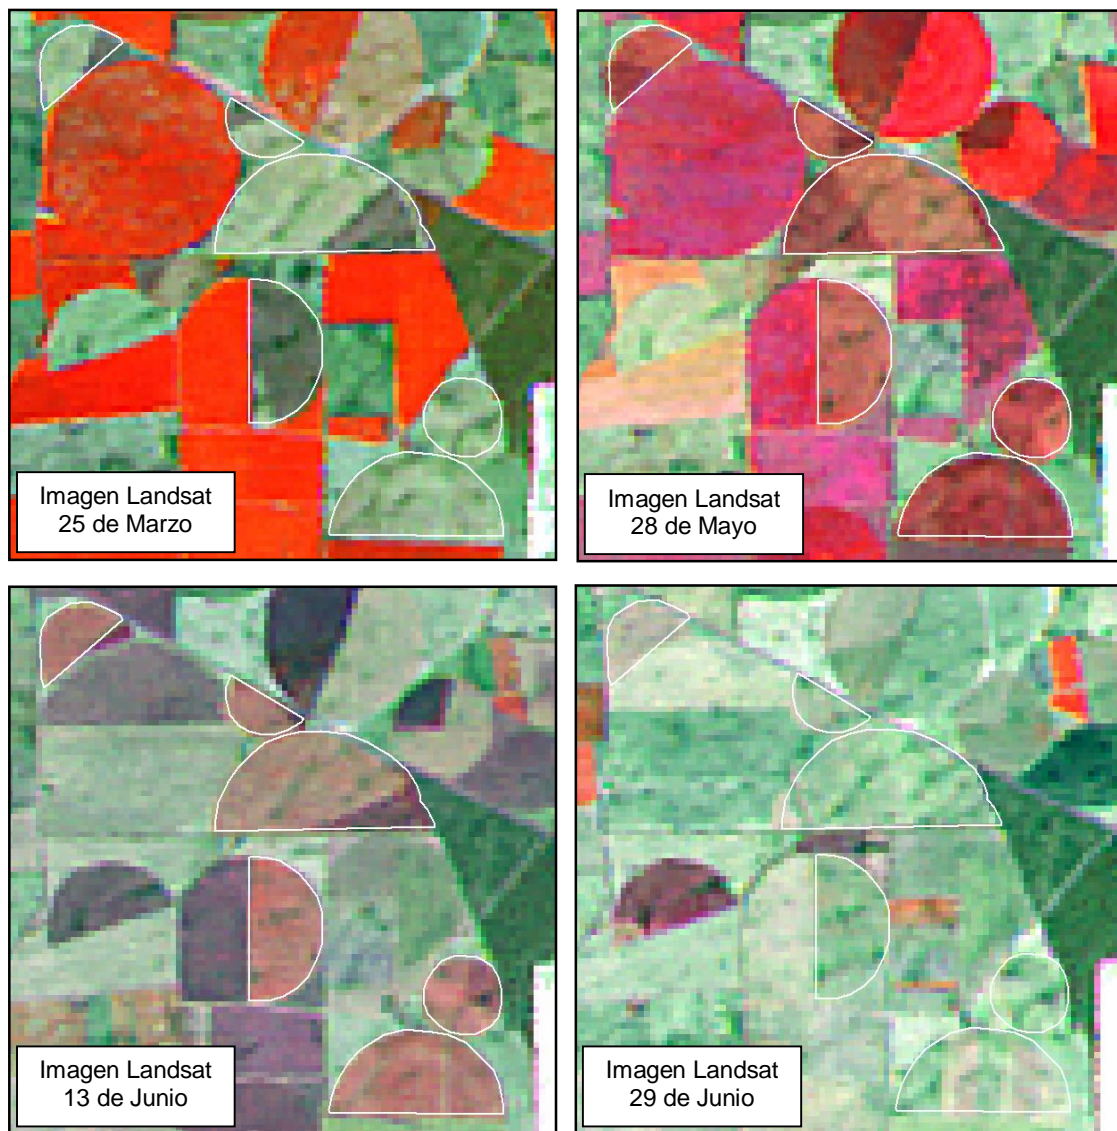 Imagen Landsat
25 de Marzo
Imagen Landsat
28 de Mayo
Imagen Landsat
13 de Junio
Imagen Landsat
29 de Junio